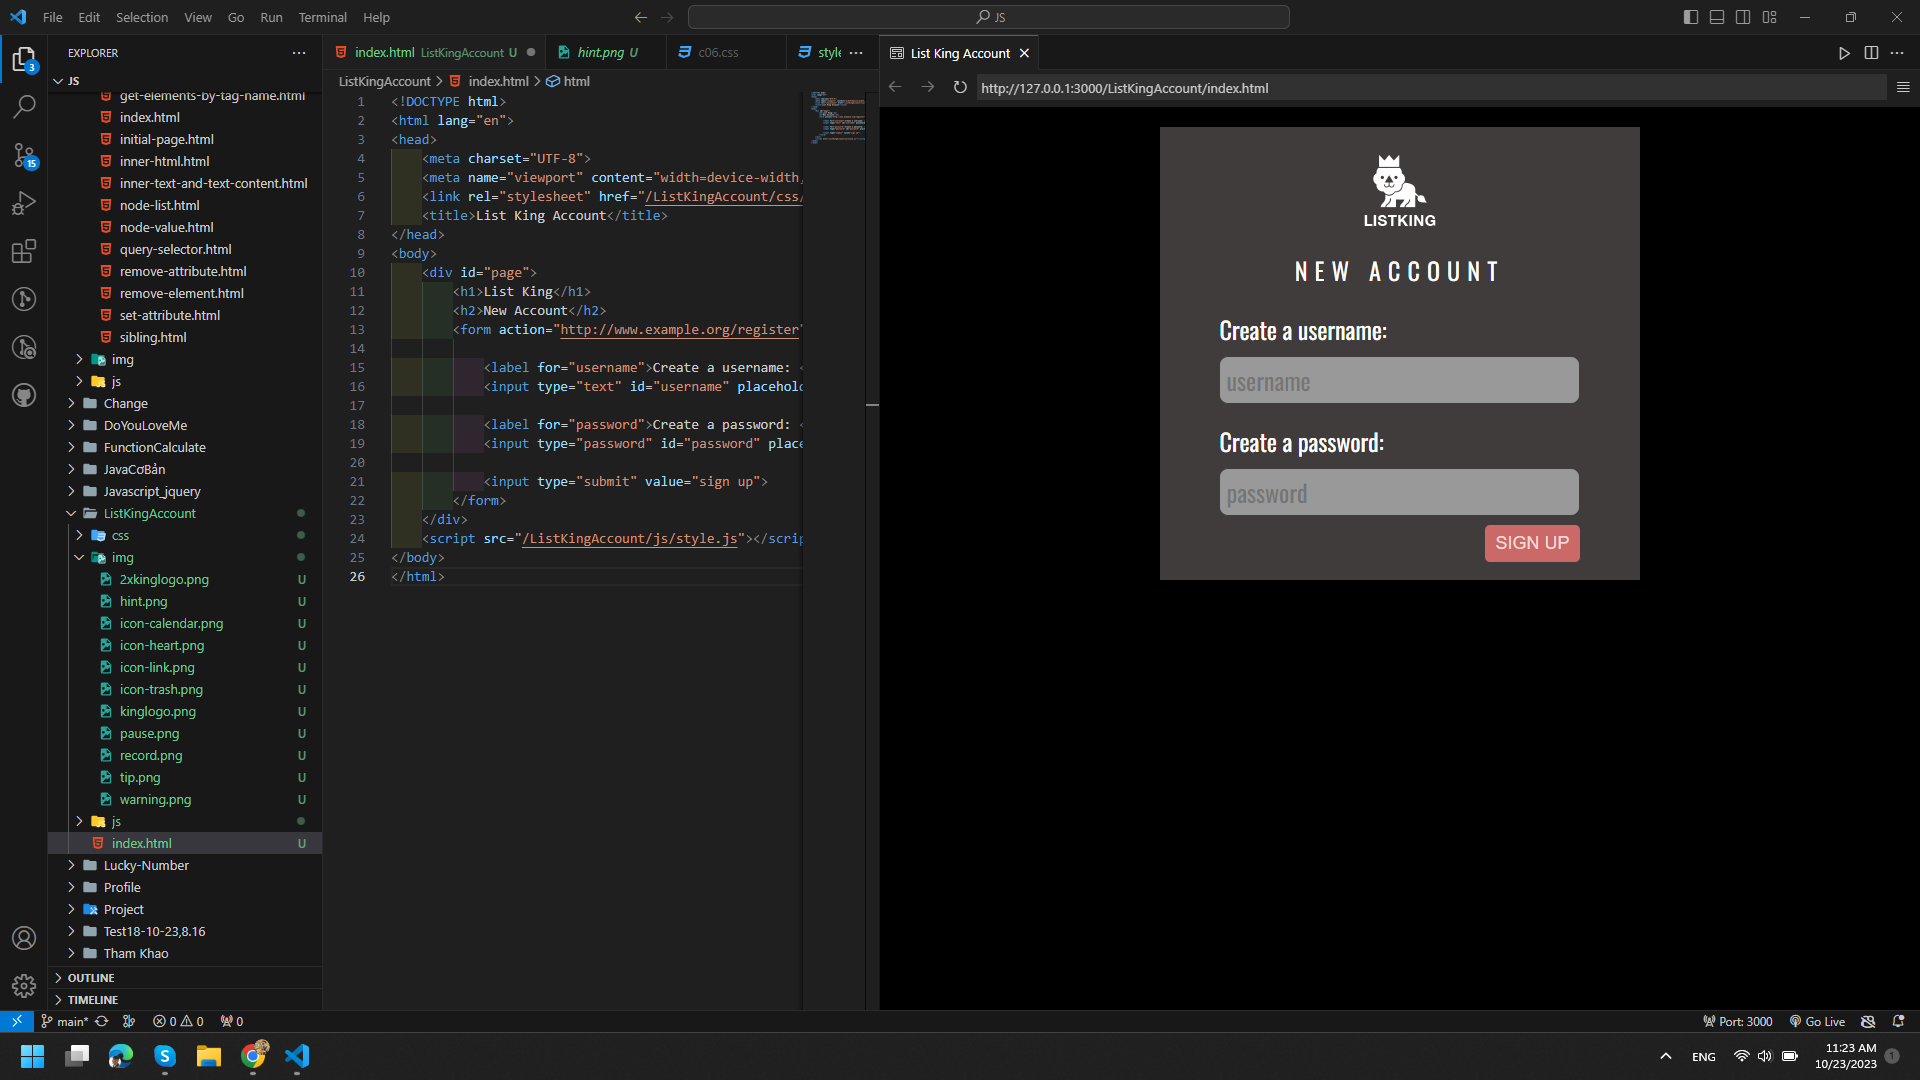 File Edit Selection View Go Run Terminal Help
JS
EXPLORER
JS
get-elements-by-tag-name.html
index.html
initial-page.html
inner-html.html
inner-text-and-text-content.html
node-list.html
node-value.html
query-selector.html
remove-attribute.html
remove-element.html
set-attribute.html
sibling.html
img
js
Change
DoYouLoveMe
FunctionCalculate
JavaCơBản
Javascript_jquery
ListKingAccount
css
img
2xkinglogo.png U
hint.png U
icon-calendar.png U
icon-heart.png U
icon-link.png U
icon-trash.png U
kinglogo.png U
pause.png U
record.png U
tip.png U
warning.png U
js
index.html U
Lucky-Number
Profile
Project
Test18-10-23,8.16
Tham Khao
OUTLINE
TIMELINE
3
15
index.html ListKingAccount U
hint.png U
c06.css
style
ListKingAccount > index.html > html
1 <!DOCTYPE html>
2 <html lang="en">
3 <head>
4 <meta charset="UTF-8">
5 <meta name="viewport" content="width=device-width,
6 <link rel="stylesheet" href="/ListKingAccount/css/
7 <title>List King Account</title>
8 </head>
9 <body>
10 <div id="page">
11 <h1>List King</h1>
12 <h2>New Account</h2>
13 <form action="http://www.example.org/register"
14
15 <label for="username">Create a username: <
16 <input type="text" id="username" placehold
17
18 <label for="password">Create a password: <
19 <input type="password" id="password" place
20
21 <input type="submit" value="sign up">
22 </form>
23 </div>
24 <script src="/ListKingAccount/js/style.js"></scrip
25 </body>
26 </html>
List King Account
http://127.0.0.1:3000/ListKingAccount/index.html
LISTKING
NEW ACCOUNT
Create a username:
username
Create a password:
password
SIGN UP
main* 0 0 0
Port: 3000 Go Live
ENG
11:23 AM
10/23/2023
1